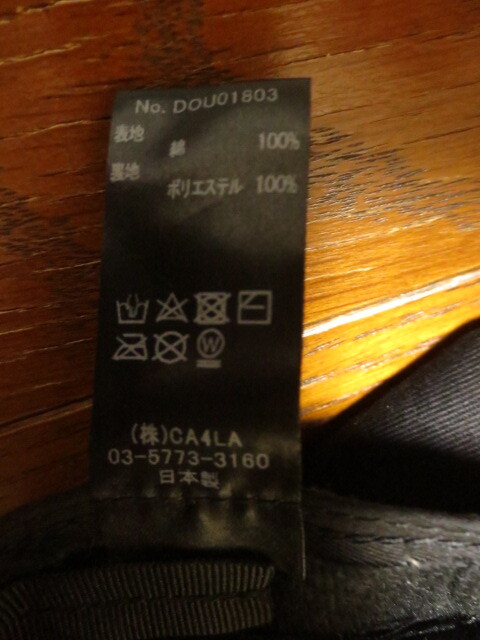 No. DOU01803
表地
綿 100%
裏地
ポリエステル 100%
W
(株)CA4LA
03-5773-3160
日本製